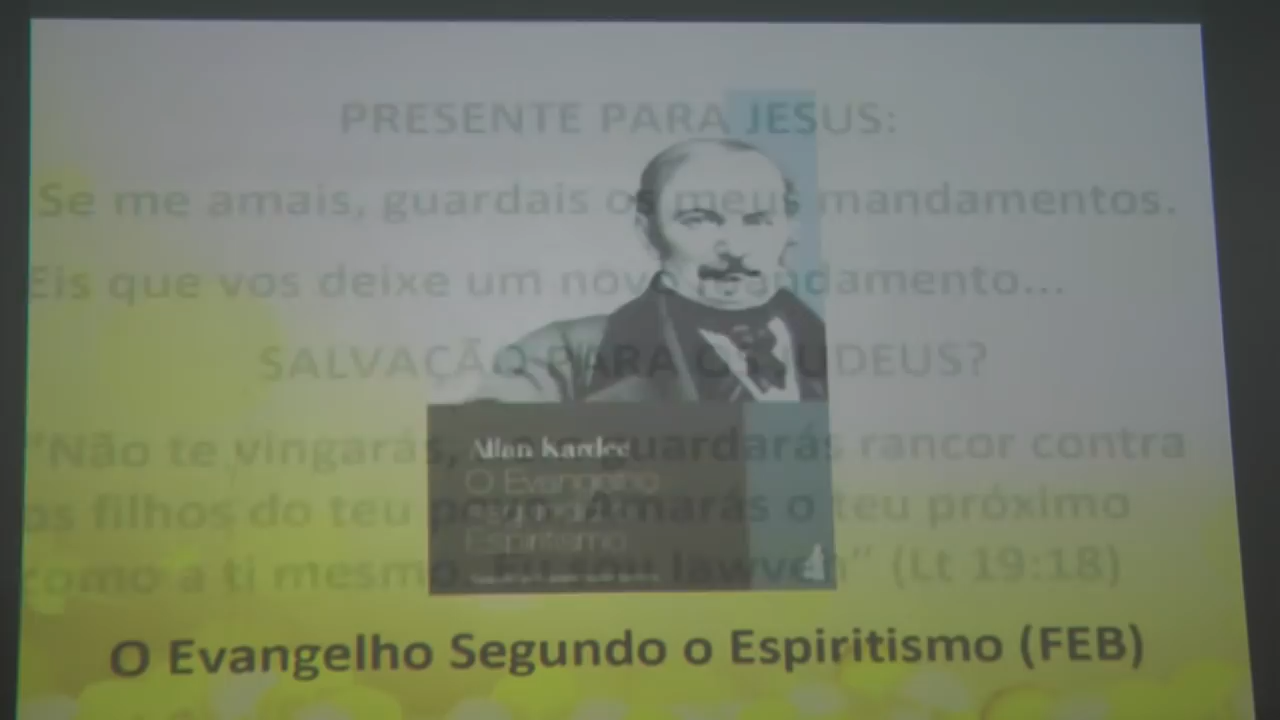 PRESENTE PARA JESUS:
Se me amais, guardais os meus mandamentos.
Eis que vos deixe um novo mandamento...
SALVAÇÃO PARA OS JUDEUS?
"Não te vingarás, guardarás rancor contra
os filhos do teu povo. Amarás o teu próximo
como a ti mesmo. Eu sou Iawveh" (Lt 19:18)
Allan Kardec
O Evangelho
Segundo o
Espiritismo
O Evangelho Segundo o Espiritismo (FEB)